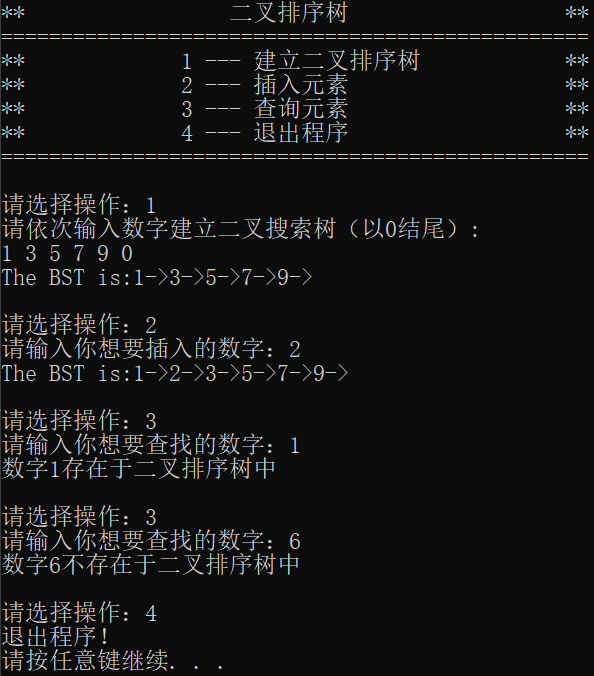 ** 二叉排序树 **
=================================================
** 1 --- 建立二叉排序树 **
** 2 --- 插入元素 **
** 3 --- 查询元素 **
** 4 --- 退出程序 **
=================================================
请选择操作：1
请依次输入数字建立二叉搜索树（以0结尾）：
1 3 5 7 9 0
The BST is:1->3->5->7->9->
请选择操作：2
请输入你想要插入的数字：2
The BST is:1->2->3->5->7->9->
请选择操作：3
请输入你想要查找的数字：1
数字1存在于二叉排序树中
请选择操作：3
请输入你想要查找的数字：6
数字6不存在于二叉排序树中
请选择操作：4
退出程序！
请按任意键继续. . .